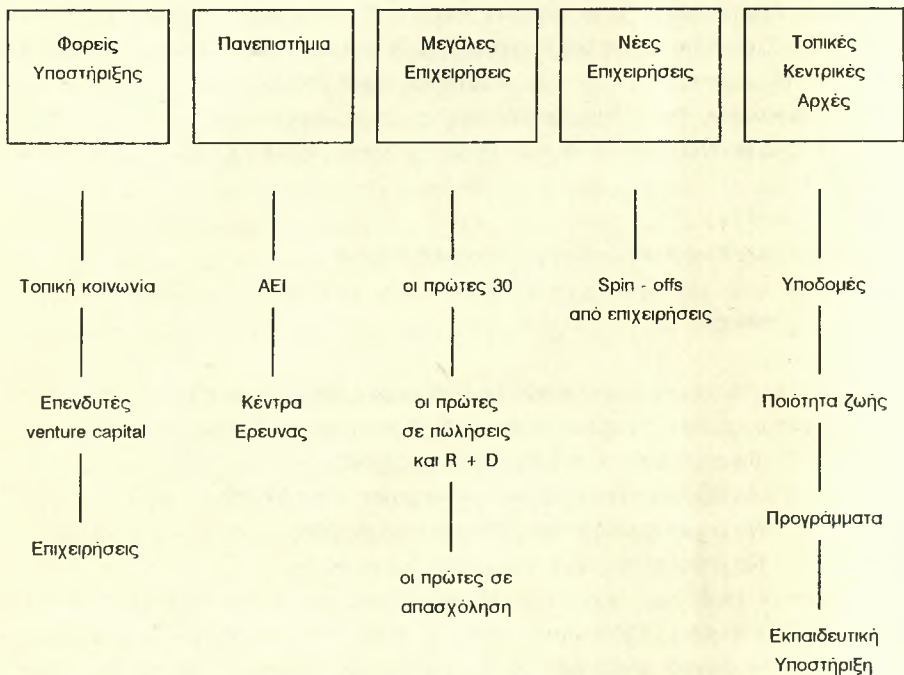 Φορείς
Υποστήριξης
Πανεπιστήμια
Μεγάλες
Επιχειρήσεις
Νέες
Επιχειρήσεις
Τοπικές
Κεντρικές
Αρχές
Τοπική κοινωνία
ΑΕΙ
οι πρώτες 30
Spin - offs
από επιχειρήσεις
Υποδομές
Επενδυτές
venture capital
Κέντρα
Ερευνας
οι πρώτες
σε πωλήσεις
και R + D
Ποιότητα ζωής
Επιχειρήσεις
οι πρώτες σε
απασχόληση
Προγράμματα
Εκπαιδευτική
Υποστήριξη